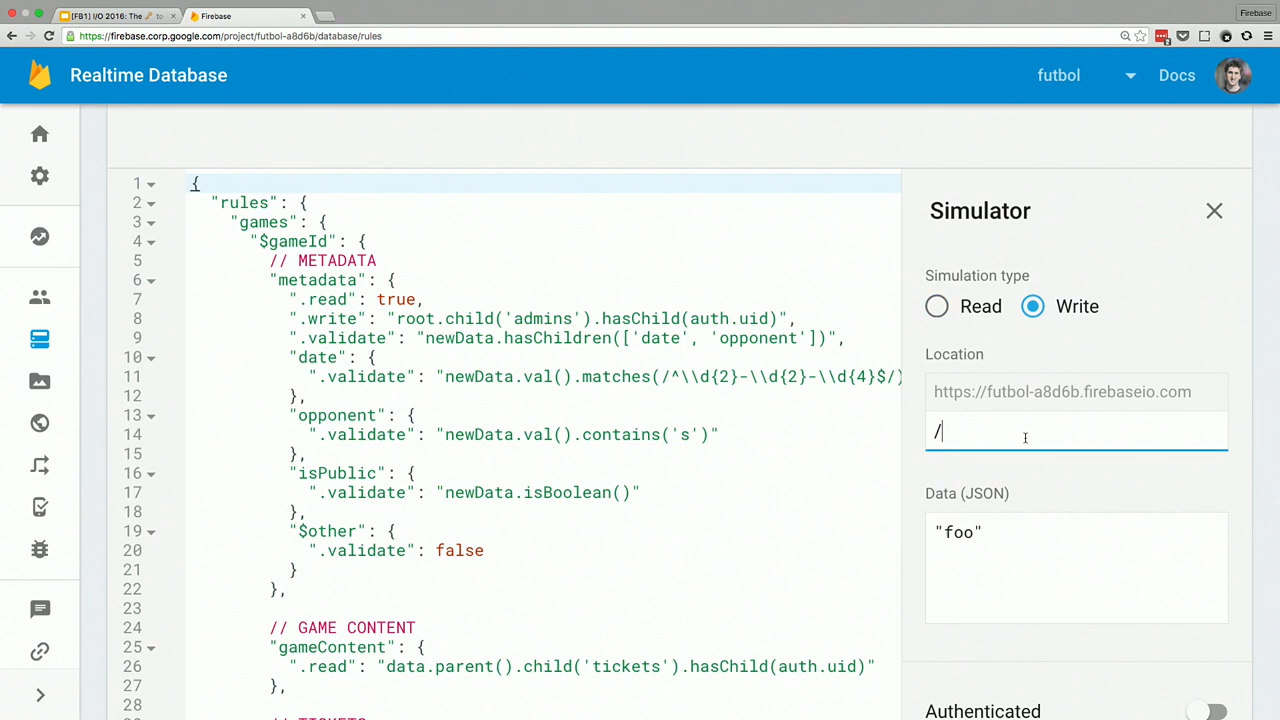 [FB1] I/O 2016: The 🔑 to
Firebase
Firebase
https://firebase.corp.google.com/project/futbol-a8d6b/database/rules
Realtime Database
futbol
Docs
1 {
2 "rules": {
3 "games": {
4 "$gameId": {
5 // METADATA
6 "metadata": {
7 ".read": true,
8 ".write": "root.child('admins').hasChild(auth.uid)",
9 ".validate": "newData.hasChildren(['date', 'opponent'])",
10 "date": {
11 ".validate": "newData.val().matches(/^\\d{2}-\\d{2}-\\d{4}$/)
12 },
13 "opponent": {
14 ".validate": "newData.val().contains('s')"
15 },
16 "isPublic": {
17 ".validate": "newData.isBoolean()"
18 },
19 "$other": {
20 ".validate": false
21 }
22 },
23
24 // GAME CONTENT
25 "gameContent": {
26 ".read": "data.parent().child('tickets').hasChild(auth.uid)"
27 },
28
Simulator
Simulation type
Read
Write
Location
https://futbol-a8d6b.firebaseio.com
/
Data (JSON)
"foo"
Authenticated